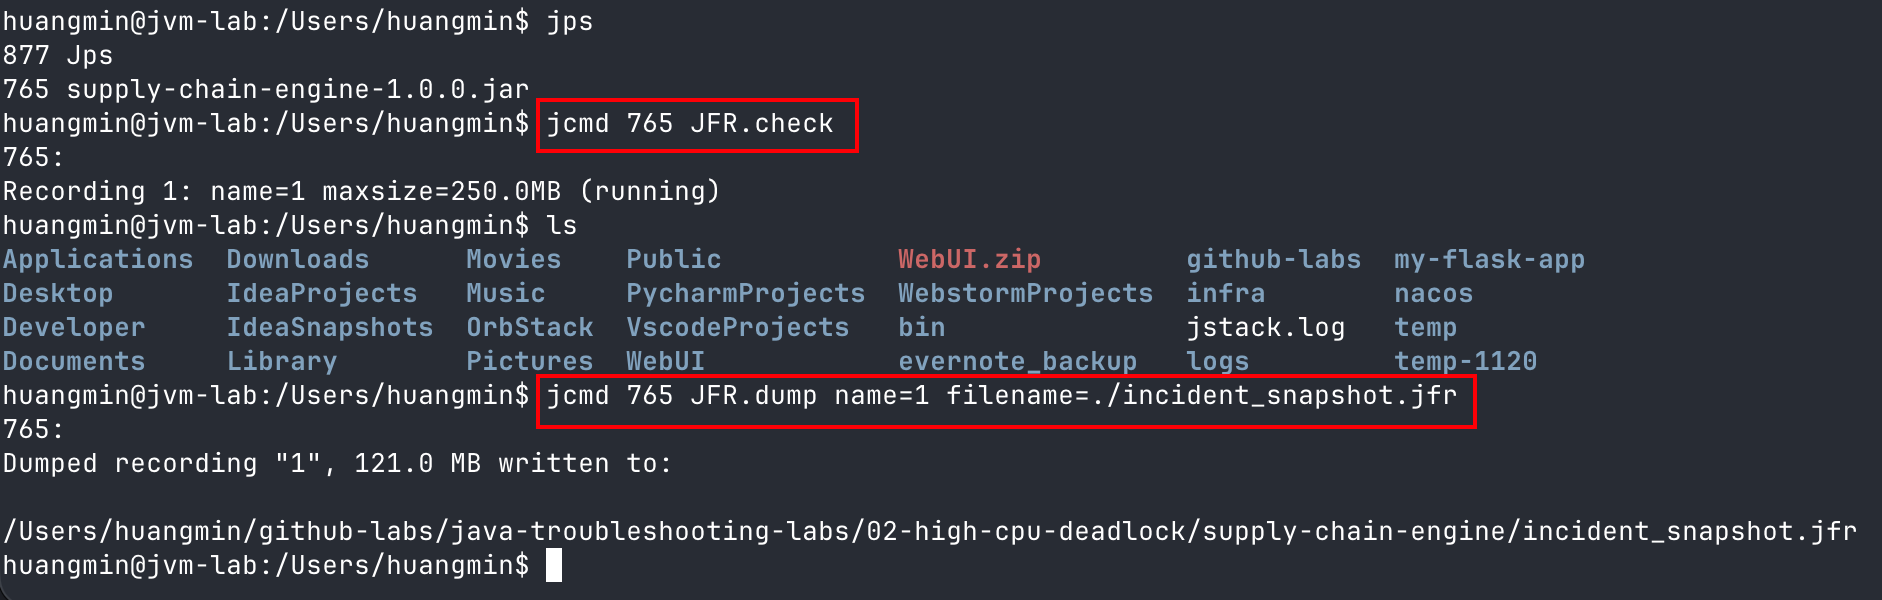 huangmin@jvm-lab:/Users/huangmin$ jps
877 Jps
765 supply-chain-engine-1.0.0.jar
huangmin@jvm-lab:/Users/huangmin$ jcmd 765 JFR.check
765:
Recording 1: name=1 maxsize=250.0MB (running)
huangmin@jvm-lab:/Users/huangmin$ ls
Applications  Downloads      Movies    Public           WebUI.zip         github-labs  my-flask-app
Desktop       IdeaProjects   Music     PycharmProjects  WebstormProjects  infra        nacos
Developer     IdeaSnapshots  OrbStack  VscodeProjects   bin               jstack.log   temp
Documents     Library        Pictures  WebUI            evernote_backup   logs         temp-1120
huangmin@jvm-lab:/Users/huangmin$ jcmd 765 JFR.dump name=1 filename=./incident_snapshot.jfr
765:
Dumped recording "1", 121.0 MB written to:
/Users/huangmin/github-labs/java-troubleshooting-labs/02-high-cpu-deadlock/supply-chain-engine/incident_snapshot.jfr
huangmin@jvm-lab:/Users/huangmin$